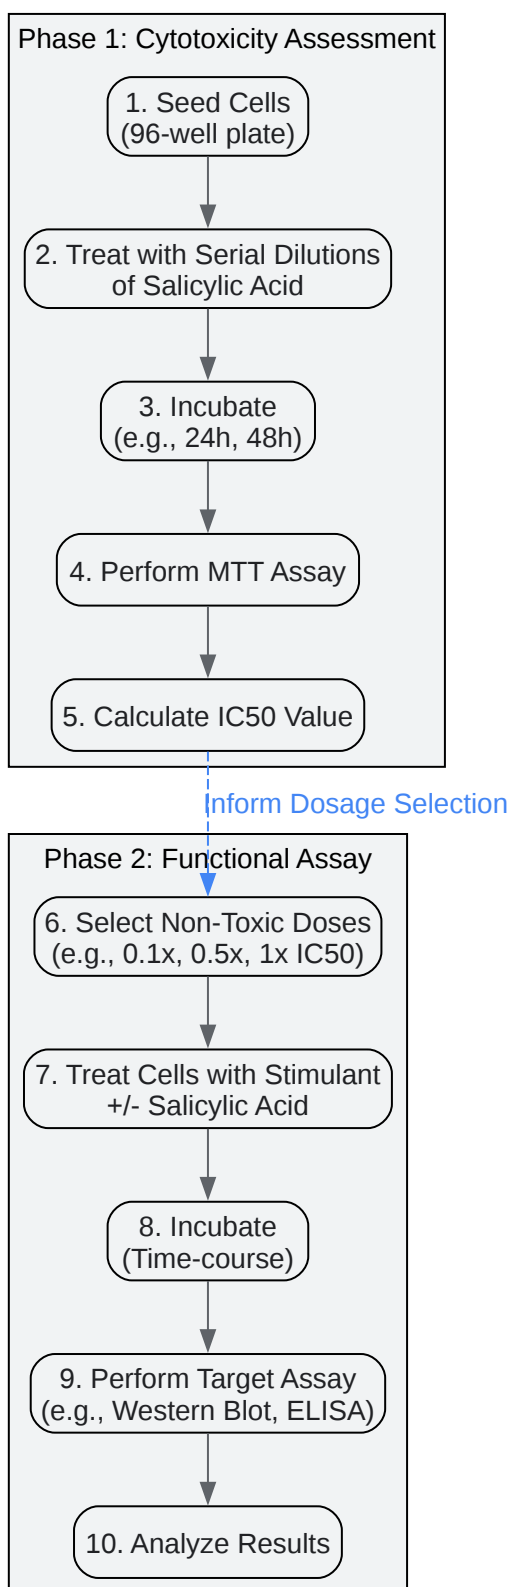 Phase 1: Cytotoxicity Assessment
1. Seed Cells
(96-well plate)
2. Treat with Serial Dilutions
of Salicylic Acid
3. Incubate
(e.g., 24h, 48h)
4. Perform MTT Assay
5. Calculate IC50 Value
Inform Dosage Selection
Phase 2: Functional Assay
6. Select Non-Toxic Doses
(e.g., 0.1x, 0.5x, 1x IC50)
7. Treat Cells with Stimulant
+/- Salicylic Acid
8. Incubate
(Time-course)
9. Perform Target Assay
(e.g., Western Blot, ELISA)
10. Analyze Results